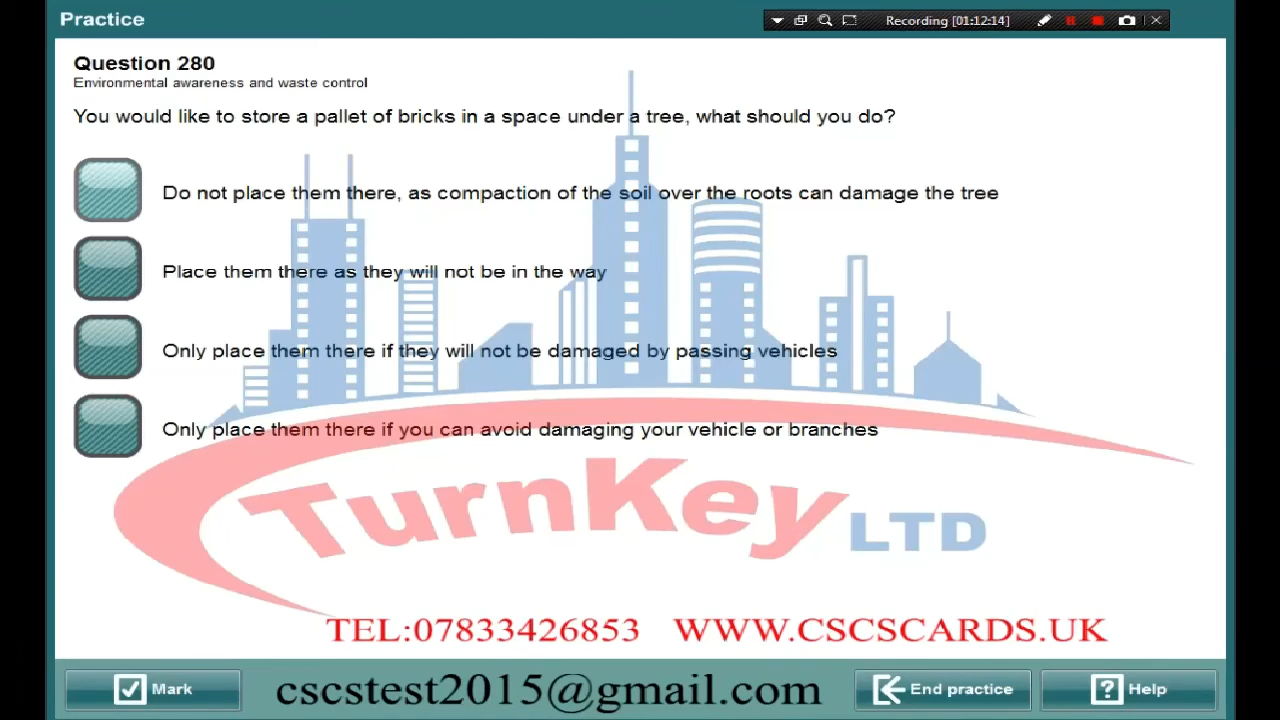 Practice
Recording [01:12:14]
Question 280
Environmental awareness and waste control
You would like to store a pallet of bricks in a space under a tree, what should you do?
Do not place them there, as compaction of the soil over the roots can damage the tree
Place them there as they will not be in the way
Only place them there if they will not be damaged by passing vehicles
Only place them there if you can avoid damaging your vehicle or branches
TurnKey LTD
TEL:07833426853 WWW.CSCSCARDS.UK
Mark
cscstest2015@gmail.com
End practice
? Help